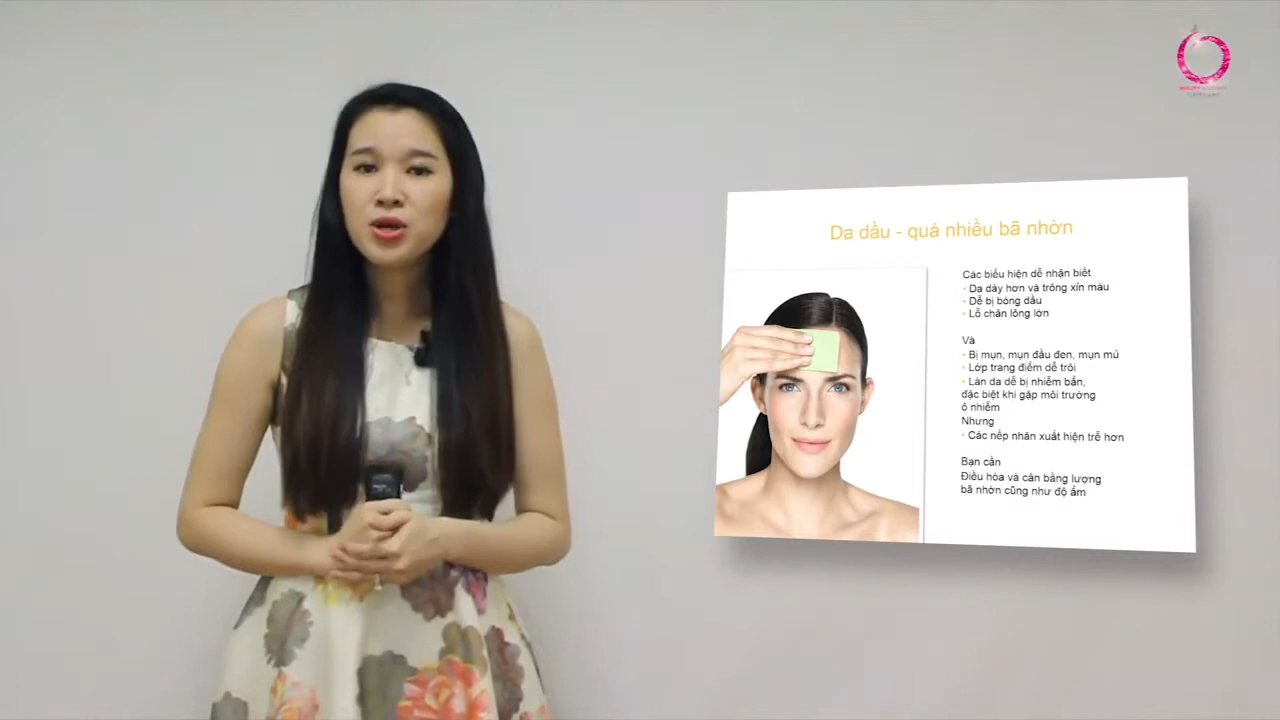 Da dầu - quá nhiều bã nhờn
Các biểu hiện dễ nhận biết
• Da dày hơn và trông xỉn màu
• Dễ bị bóng dầu
• Lỗ chân lông lớn
Và
• Bị mụn, mụn đầu đen, mụn mủ
• Lớp trang điểm dễ trôi
• Làn da dễ bị nhiễm bẩn,
đặc biệt khi gặp môi trường
ô nhiễm
Nhưng
• Các nếp nhăn xuất hiện trễ hơn
Bạn cần
Điều hòa và cân bằng lượng
bã nhờn cũng như độ ẩm